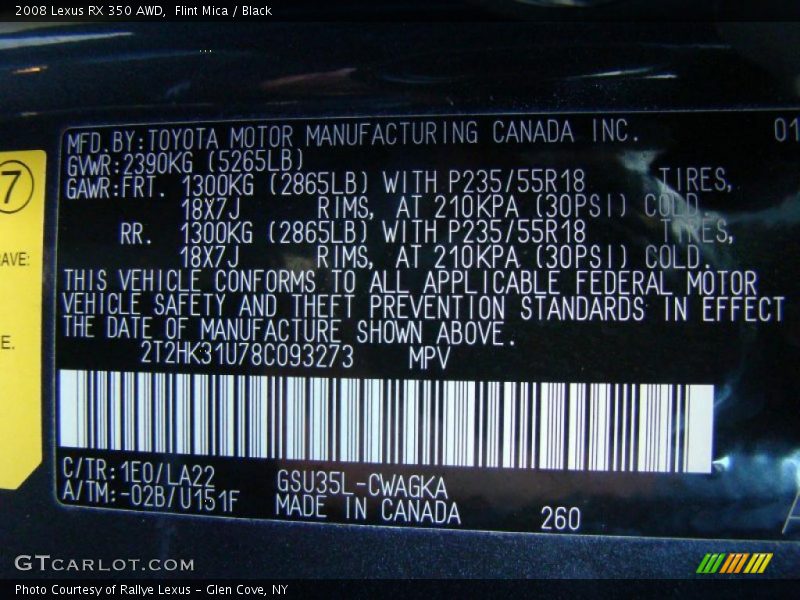 2008 Lexus RX 350 AWD, Flint Mica / Black
MFD.BY:TOYOTA MOTOR MANUFACTURING CANADA INC. 01
GVWR:2390KG (5265LB)
GAWR:FRT. 1300KG (2865LB) WITH P235/55R18 TIRES,
18X7J RIMS, AT 210KPA (30PSI) COLD.
RR. 1300KG (2865LB) WITH P235/55R18 TIRES,
18X7J RIMS, AT 210KPA (30PSI) COLD.
THIS VEHICLE CONFORMS TO ALL APPLICABLE FEDERAL MOTOR
VEHICLE SAFETY AND THEFT PREVENTION STANDARDS IN EFFECT
THE DATE OF MANUFACTURE SHOWN ABOVE.
2T2HK31U78C093273 MPV
C/TR:1E0/LA22 GSU35L-CWAGKA
A/TM:-02B/U151F MADE IN CANADA 260
7
AVE:
E.
GTCARLOT.COM
Photo Courtesy of Rallye Lexus - Glen Cove, NY